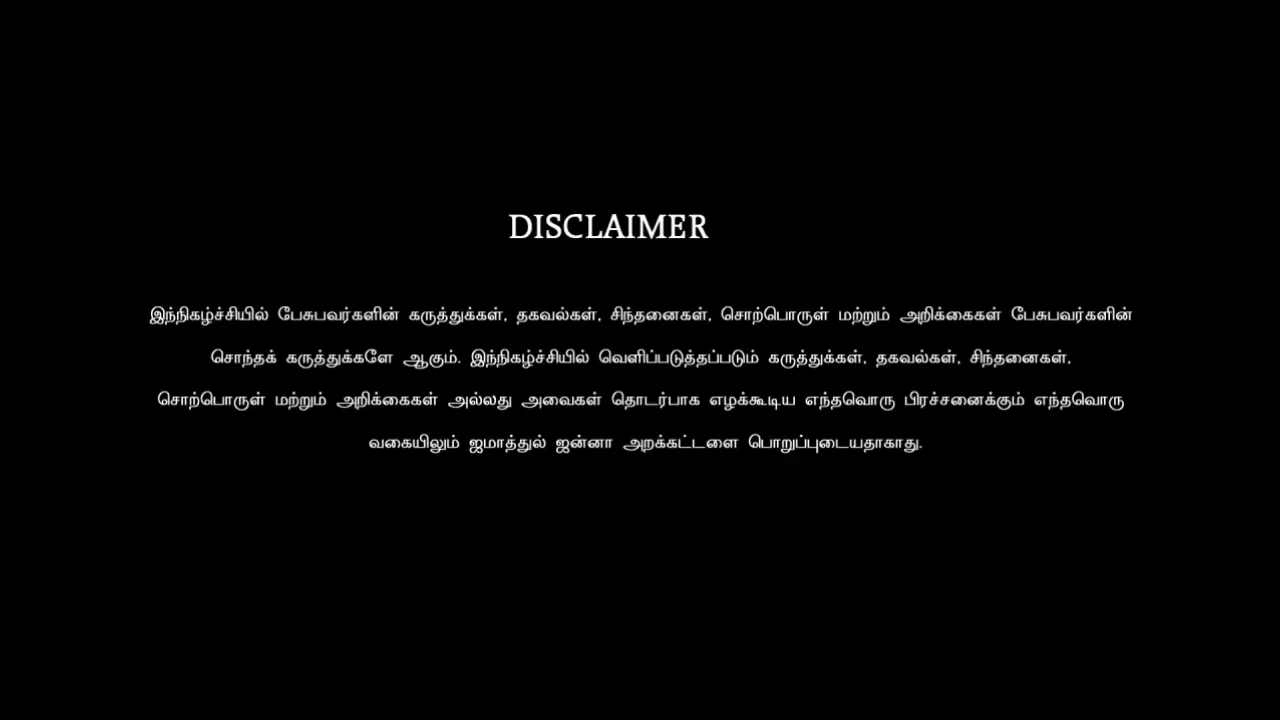 DISCLAIMER
இந்நிகழ்ச்சியில் பேசுபவர்களின் கருத்துக்கள், தகவல்கள், சிந்தனைகள், சொற்பொருள் மற்றும் அறிக்கைகள் பேசுபவர்களின்
சொந்தக் கருத்துக்களே ஆகும். இந்நிகழ்ச்சியில் வெளிப்படுத்தப்படும் கருத்துக்கள், தகவல்கள், சிந்தனைகள்,
சொற்பொருள் மற்றும் அறிக்கைகள் அல்லது அவைகள் தொடர்பாக எழக்கூடிய எந்தவொரு பிரச்சனைக்கும் எந்தவொரு
வகையிலும் ஜமாத்துல் ஜன்னா அறக்கட்டளை பொறுப்புடையதாகாது.